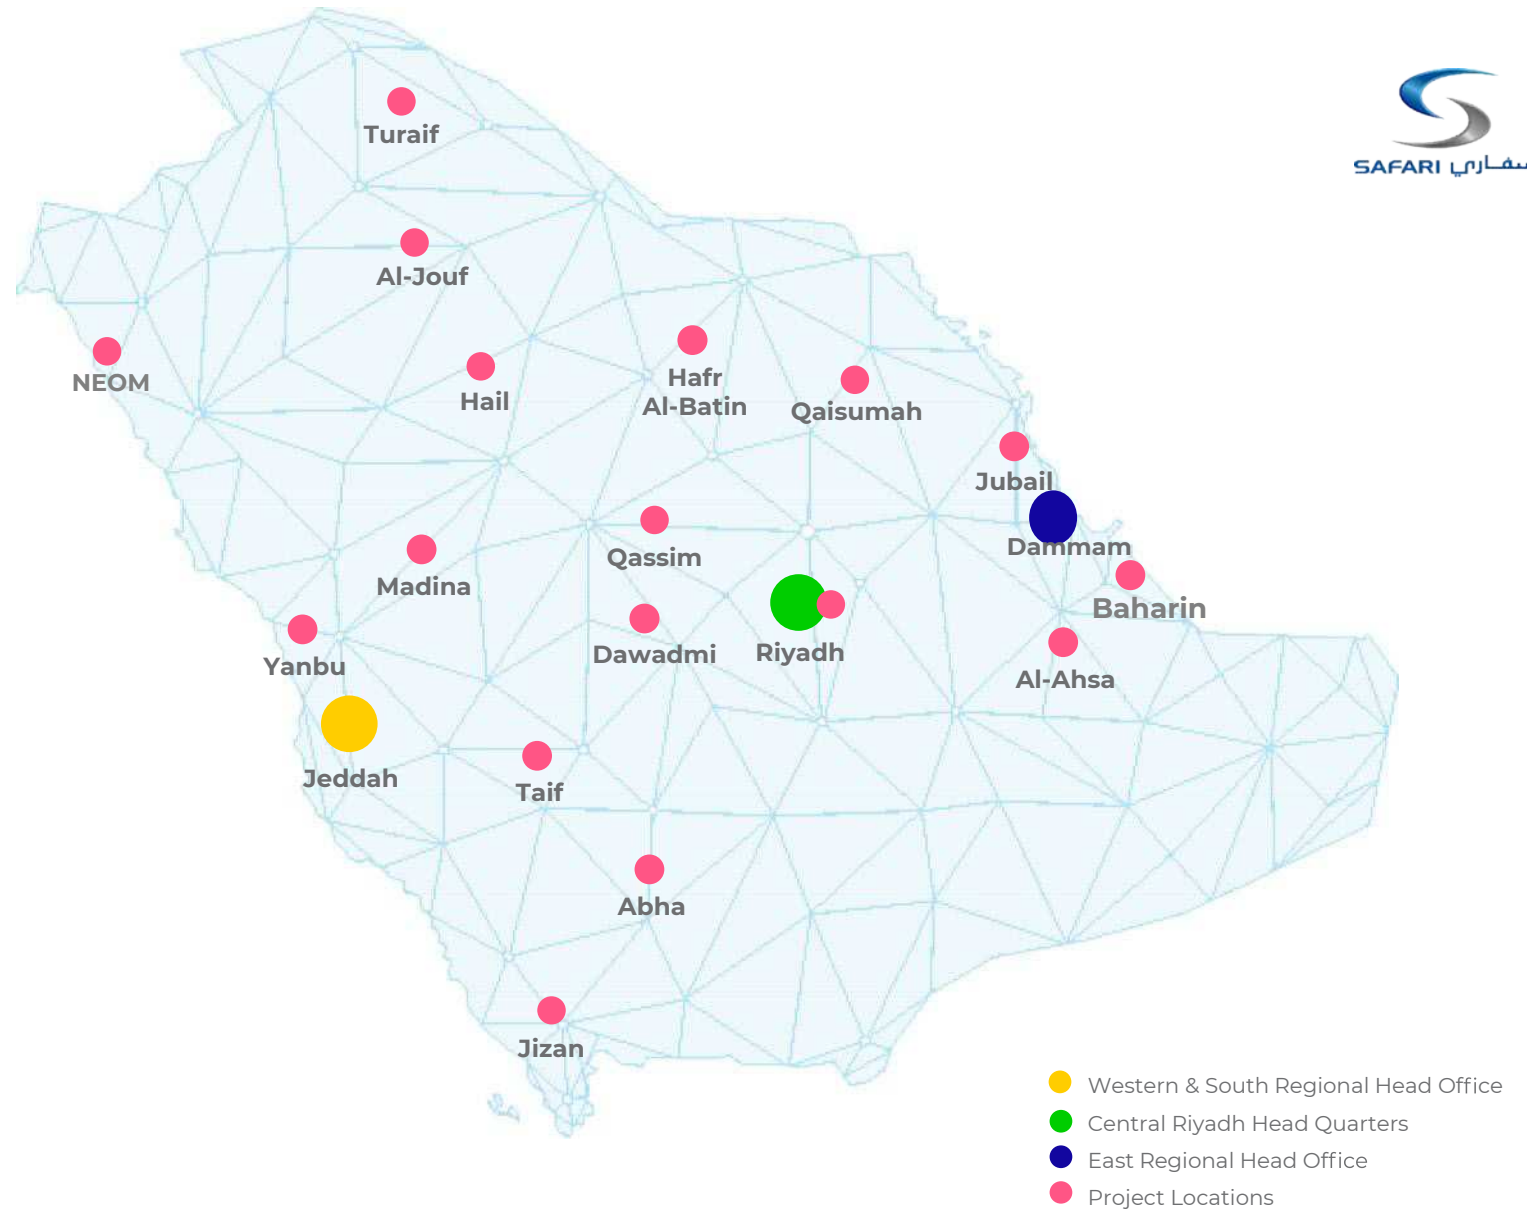 SAFARI سفاري
Turaif
Al-Jouf
NEOM
Hail
Hafr
Al-Batin
Qaisumah
Jubail
Qassim
Dammam
Madina
Baharin
Dawadmi
Riyadh
Yanbu
Al-Ahsa
Jeddah
Taif
Abha
Jizan
Western & South Regional Head Office
Central Riyadh Head Quarters
East Regional Head Office
Project Locations